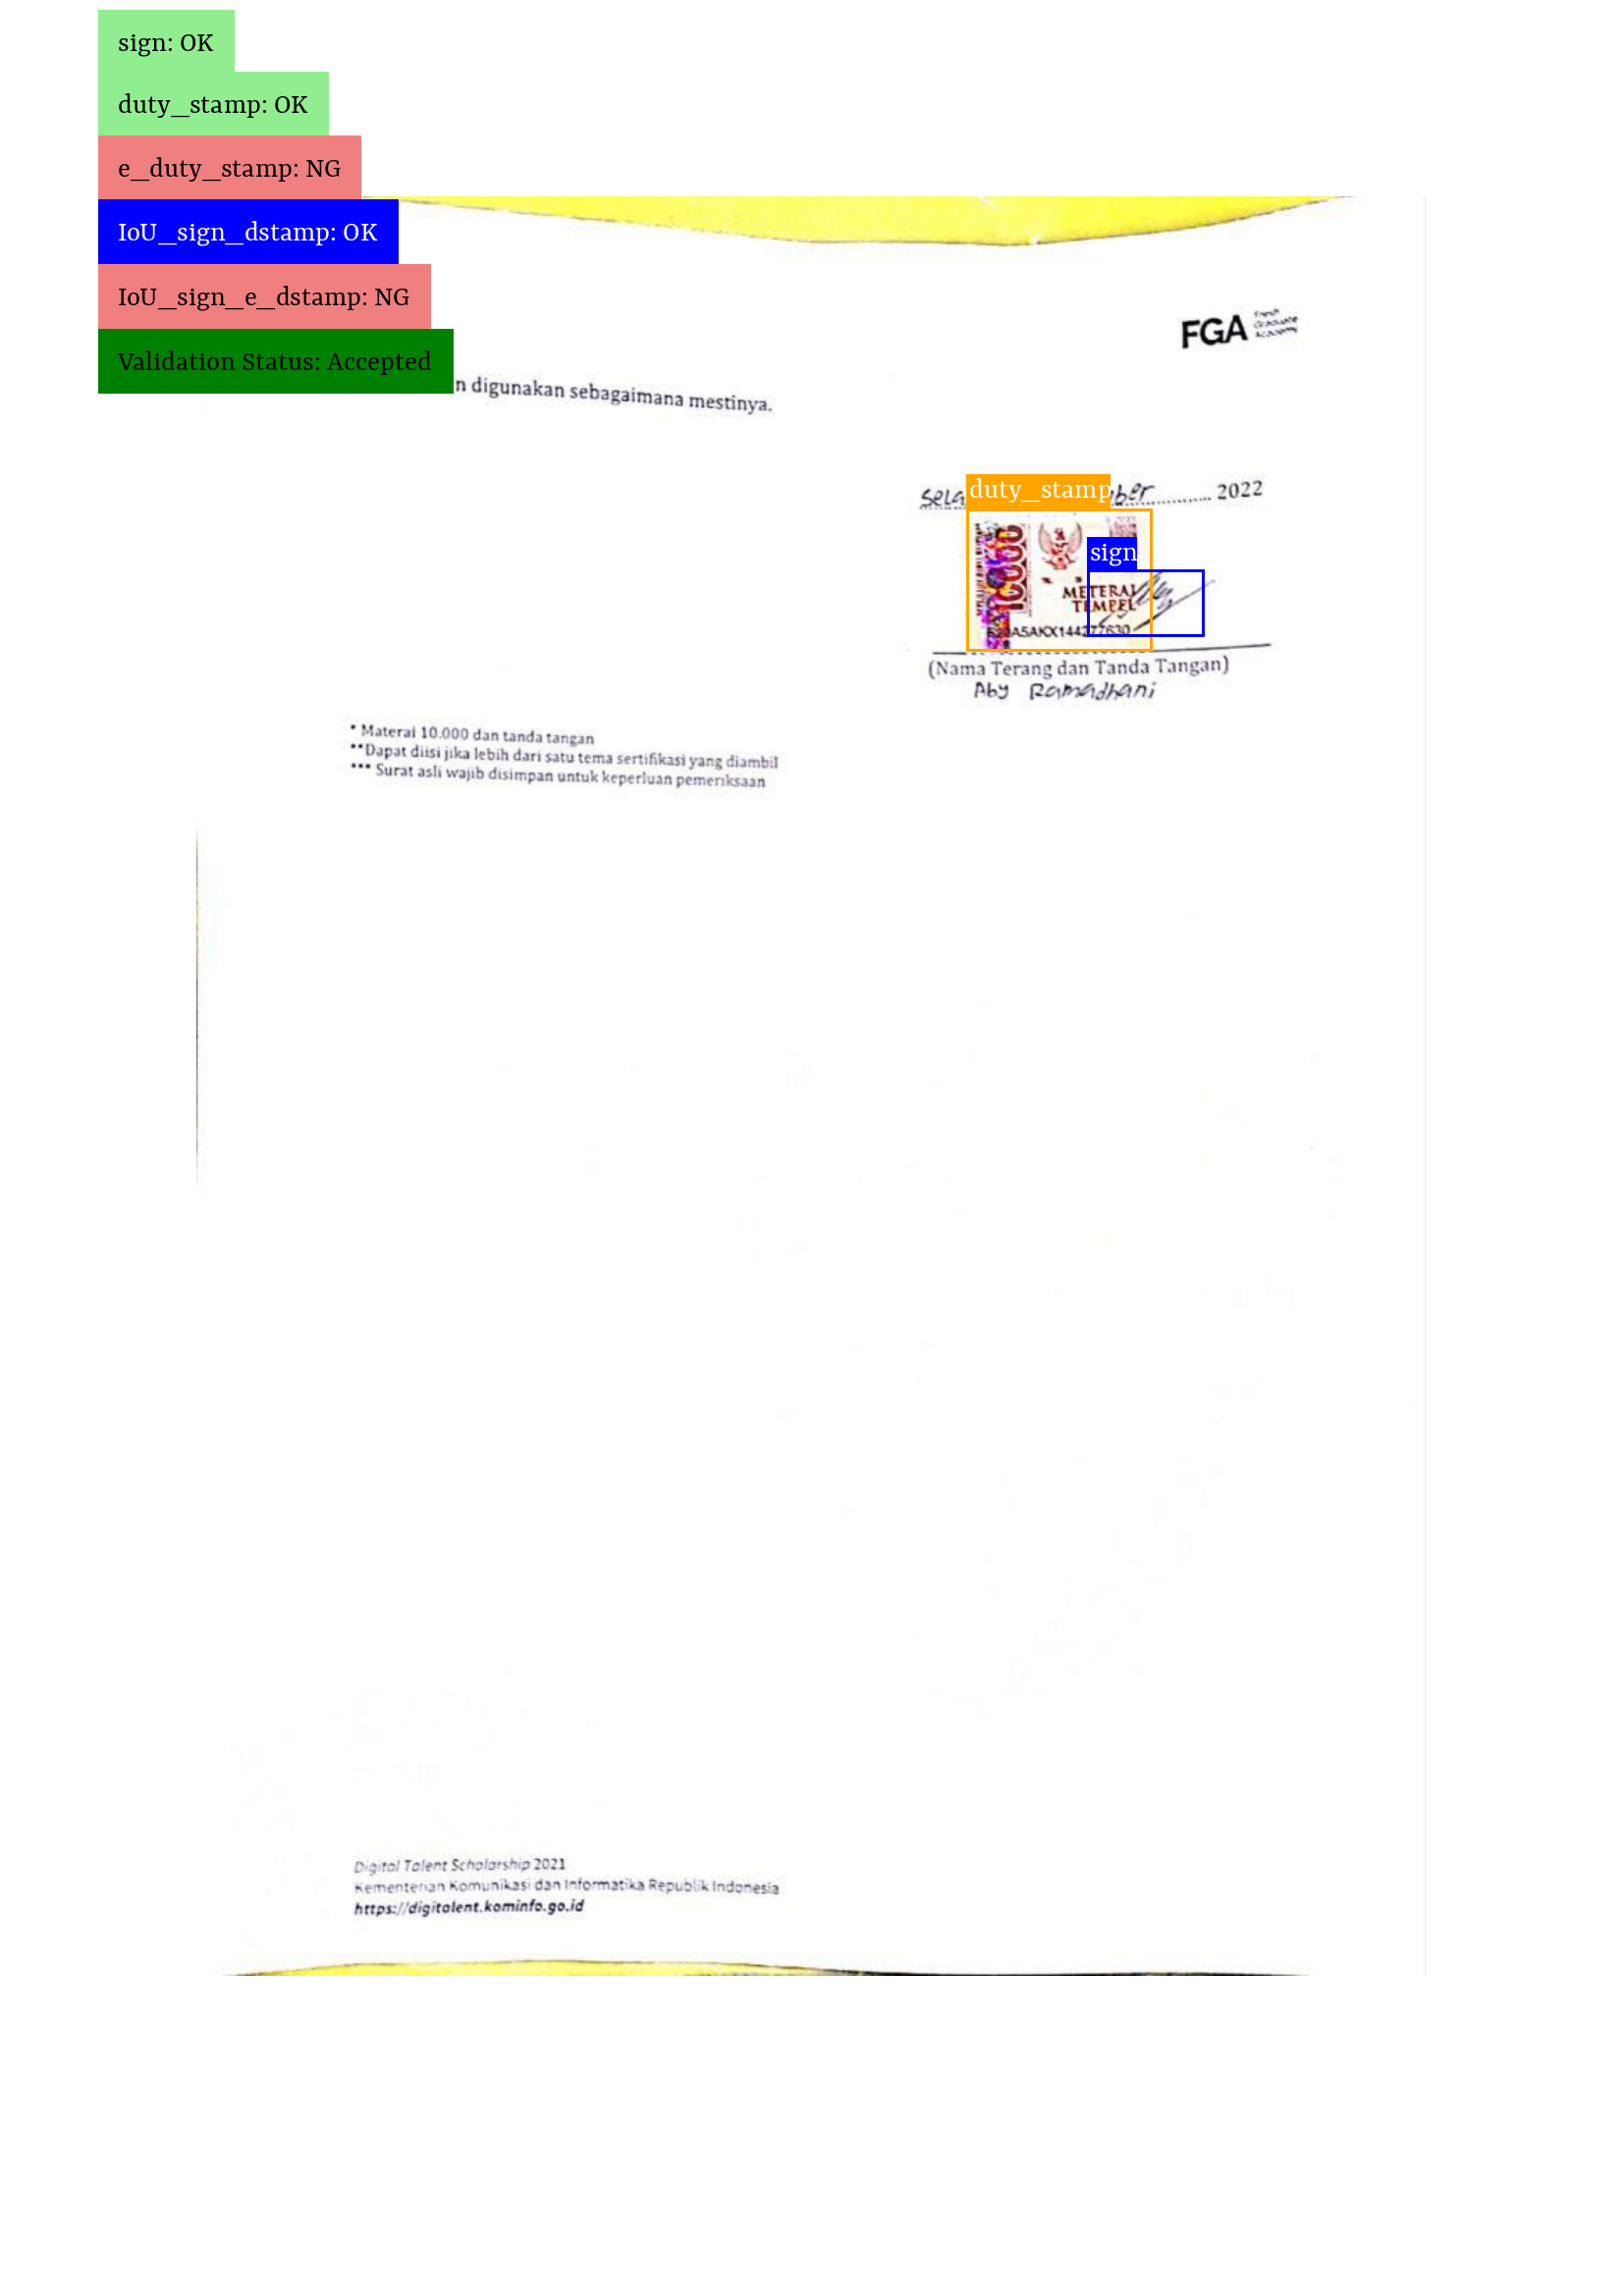 sign: OK
duty_stamp: OK
e_duty_stamp: NG
IoU_sign_dstamp: OK
IoU_sign_e_dstamp: NG
Validation Status: Accepted
FGA Fresh Graduate Academy
n digunakan sebagaimana mestinya.
2022
duty_stamp
10000
sign
METERAI
TEMPEL
(Nama Terang dan Tanda Tangan)
Aby Ramadhani
* Materai 10.000 dan tanda tangan
**Dapat diisi jika lebih dari satu tema sertifikasi yang diambil
*** Surat asli wajib disimpan untuk keperluan pemeriksaan
Digital Talent Scholarship 2021
Kementerian Komunikasi dan Informatika Republik Indonesia
https://digitalent.kominfo.go.id